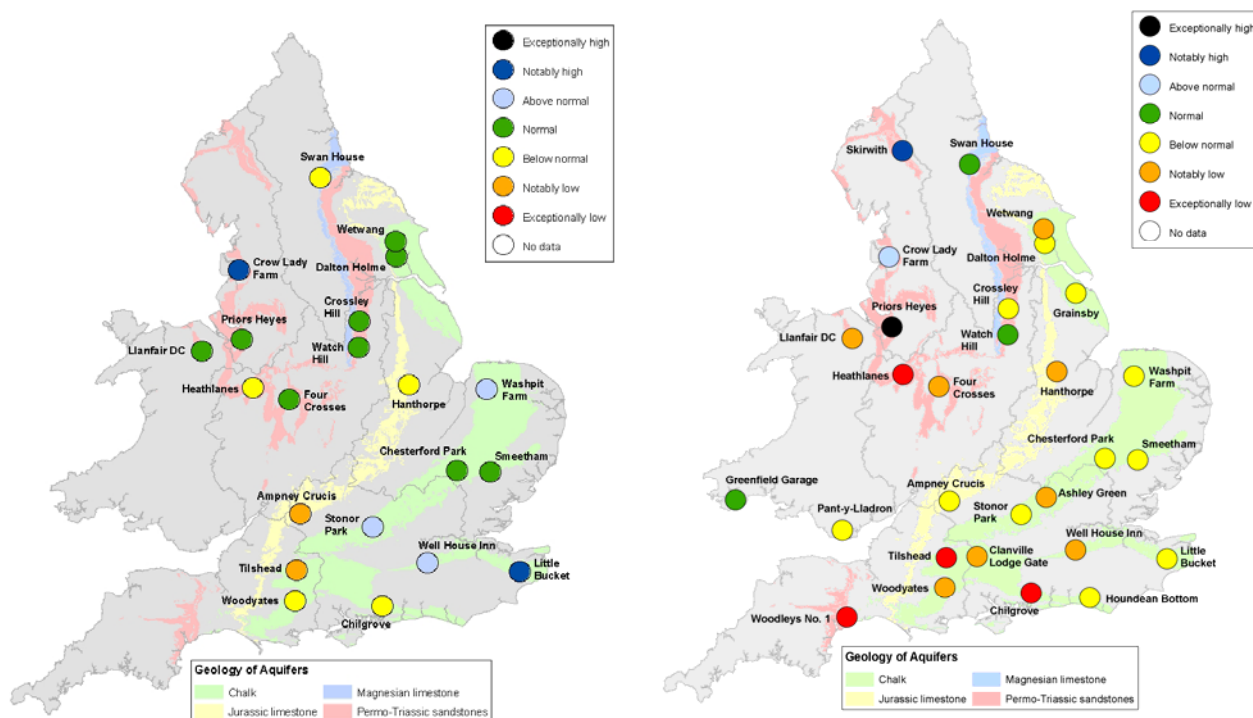 Exceptionally high
Notably high
Above normal
Normal
Below normal
Notably low
Exceptionally low
No data
Swan House
Wetwang
Dalton Holme
Crow Lady
Farm
Crossley
Hill
Priors Heyes
Llanfair DC
Watch
Hill
Heathlanes
Four
Crosses
Hanthorpe
Washpit
Farm
Chesterford Park
Smeetham
Ampney Crucis
Stonor
Park
Well House Inn
Tilshead
Little
Bucket
Woodyates
Chilgrove
Geology of Aquifers
Chalk
Magnesian limestone
Jurassic limestone
Permo-Triassic sandstones
Exceptionally high
Notably high
Above normal
Normal
Below normal
Notably low
Exceptionally low
No data
Skirwith
Swan House
Wetwang
Dalton Holme
Crow Lady
Farm
Crossley
Hill
Grainsby
Priors Heyes
Llanfair DC
Watch
Hill
Heathlanes
Four
Crosses
Hanthorpe
Washpit
Farm
Chesterford Park
Smeetham
Greenfield Garage
Ampney Crucis
Ashley Green
Pant-y-Lladron
Stonor
Park
Well House Inn
Tilshead
Clanville
Lodge Gate
Little
Bucket
Woodyates
Chilgrove
Houndean Bottom
Woodleys No. 1
Geology of Aquifers
Chalk
Magnesian limestone
Jurassic limestone
Permo-Triassic sandstones